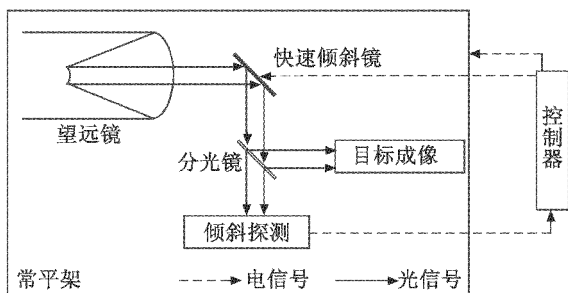 快速倾斜镜
望远镜
控制器
分光镜
目标成像
倾斜探测
常平架
电信号
光信号